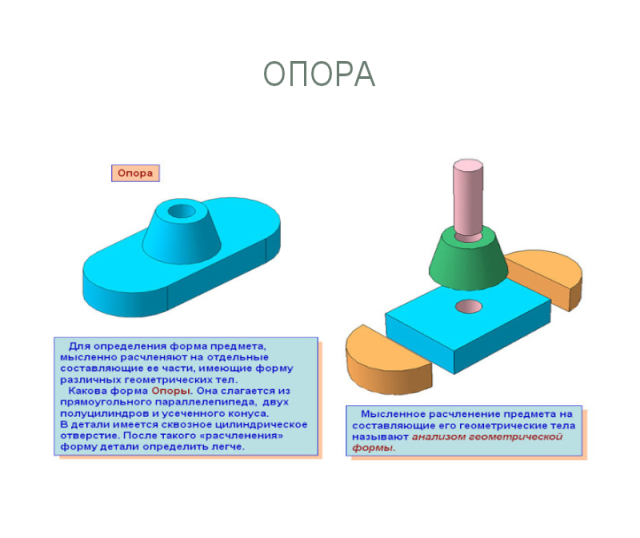 ОПОРА
Опора
Для определения форма предмета,
мысленно расчленяют на отдельные
составляющие ее части, имеющие форму
различных геометрических тел.
Какова форма Опоры. Она слагается из
прямоугольного параллелепипеда, двух
полуцилиндров и усеченного конуса.
В детали имеется сквозное цилиндрическое
отверстие. После такого «расчленения»
форму детали определить легче.
Мысленное расчленение предмета на
составляющие его геометрические тела
называют анализом геометрической
формы.